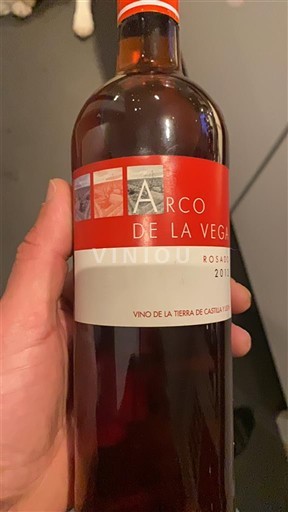 ARCO
DE LA VEGA
VINIOU
ROSADO
VINO DE LA TIERRA DE CASTILLA Y